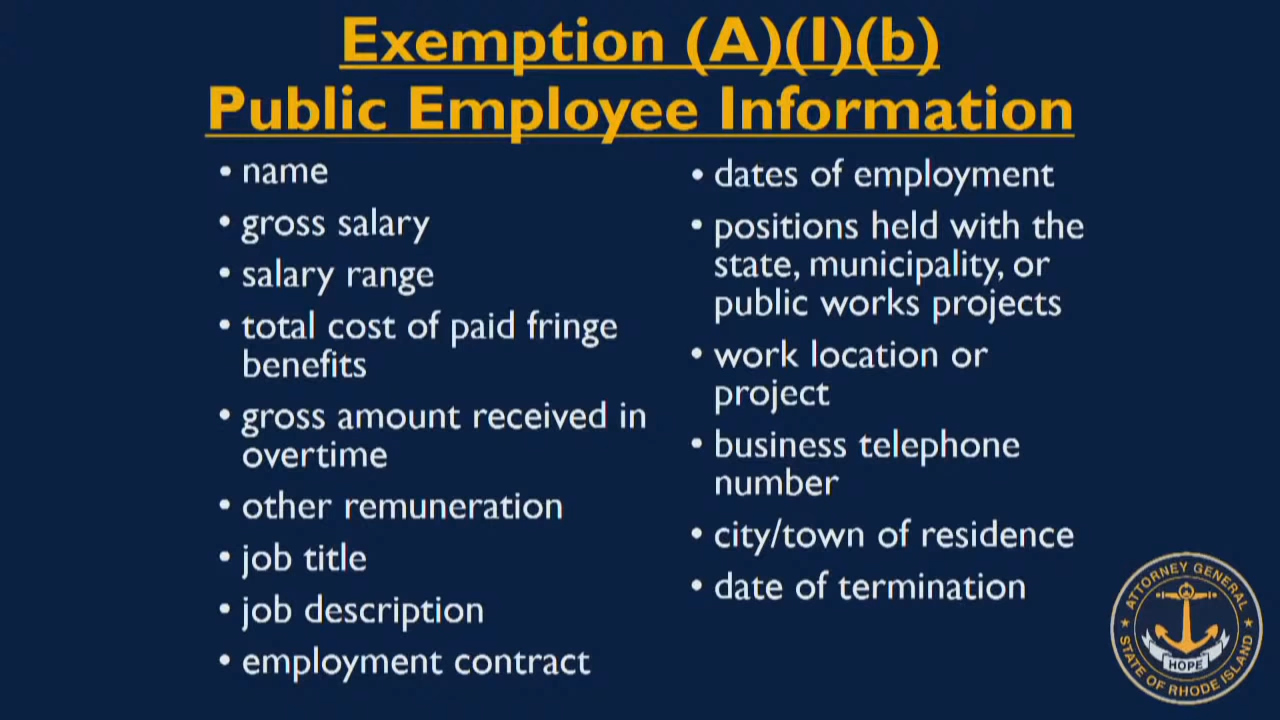 Exemption (A)(I)(b)
Public Employee Information
• name
• gross salary
• salary range
• total cost of paid fringe
benefits
• gross amount received in
overtime
• other remuneration
• job title
• job description
• employment contract
• dates of employment
• positions held with the
state, municipality, or
public works projects
• work location or
project
• business telephone
number
• city/town of residence
• date of termination
ATTORNEY GENERAL
HOPE
STATE OF RHODE ISLAND